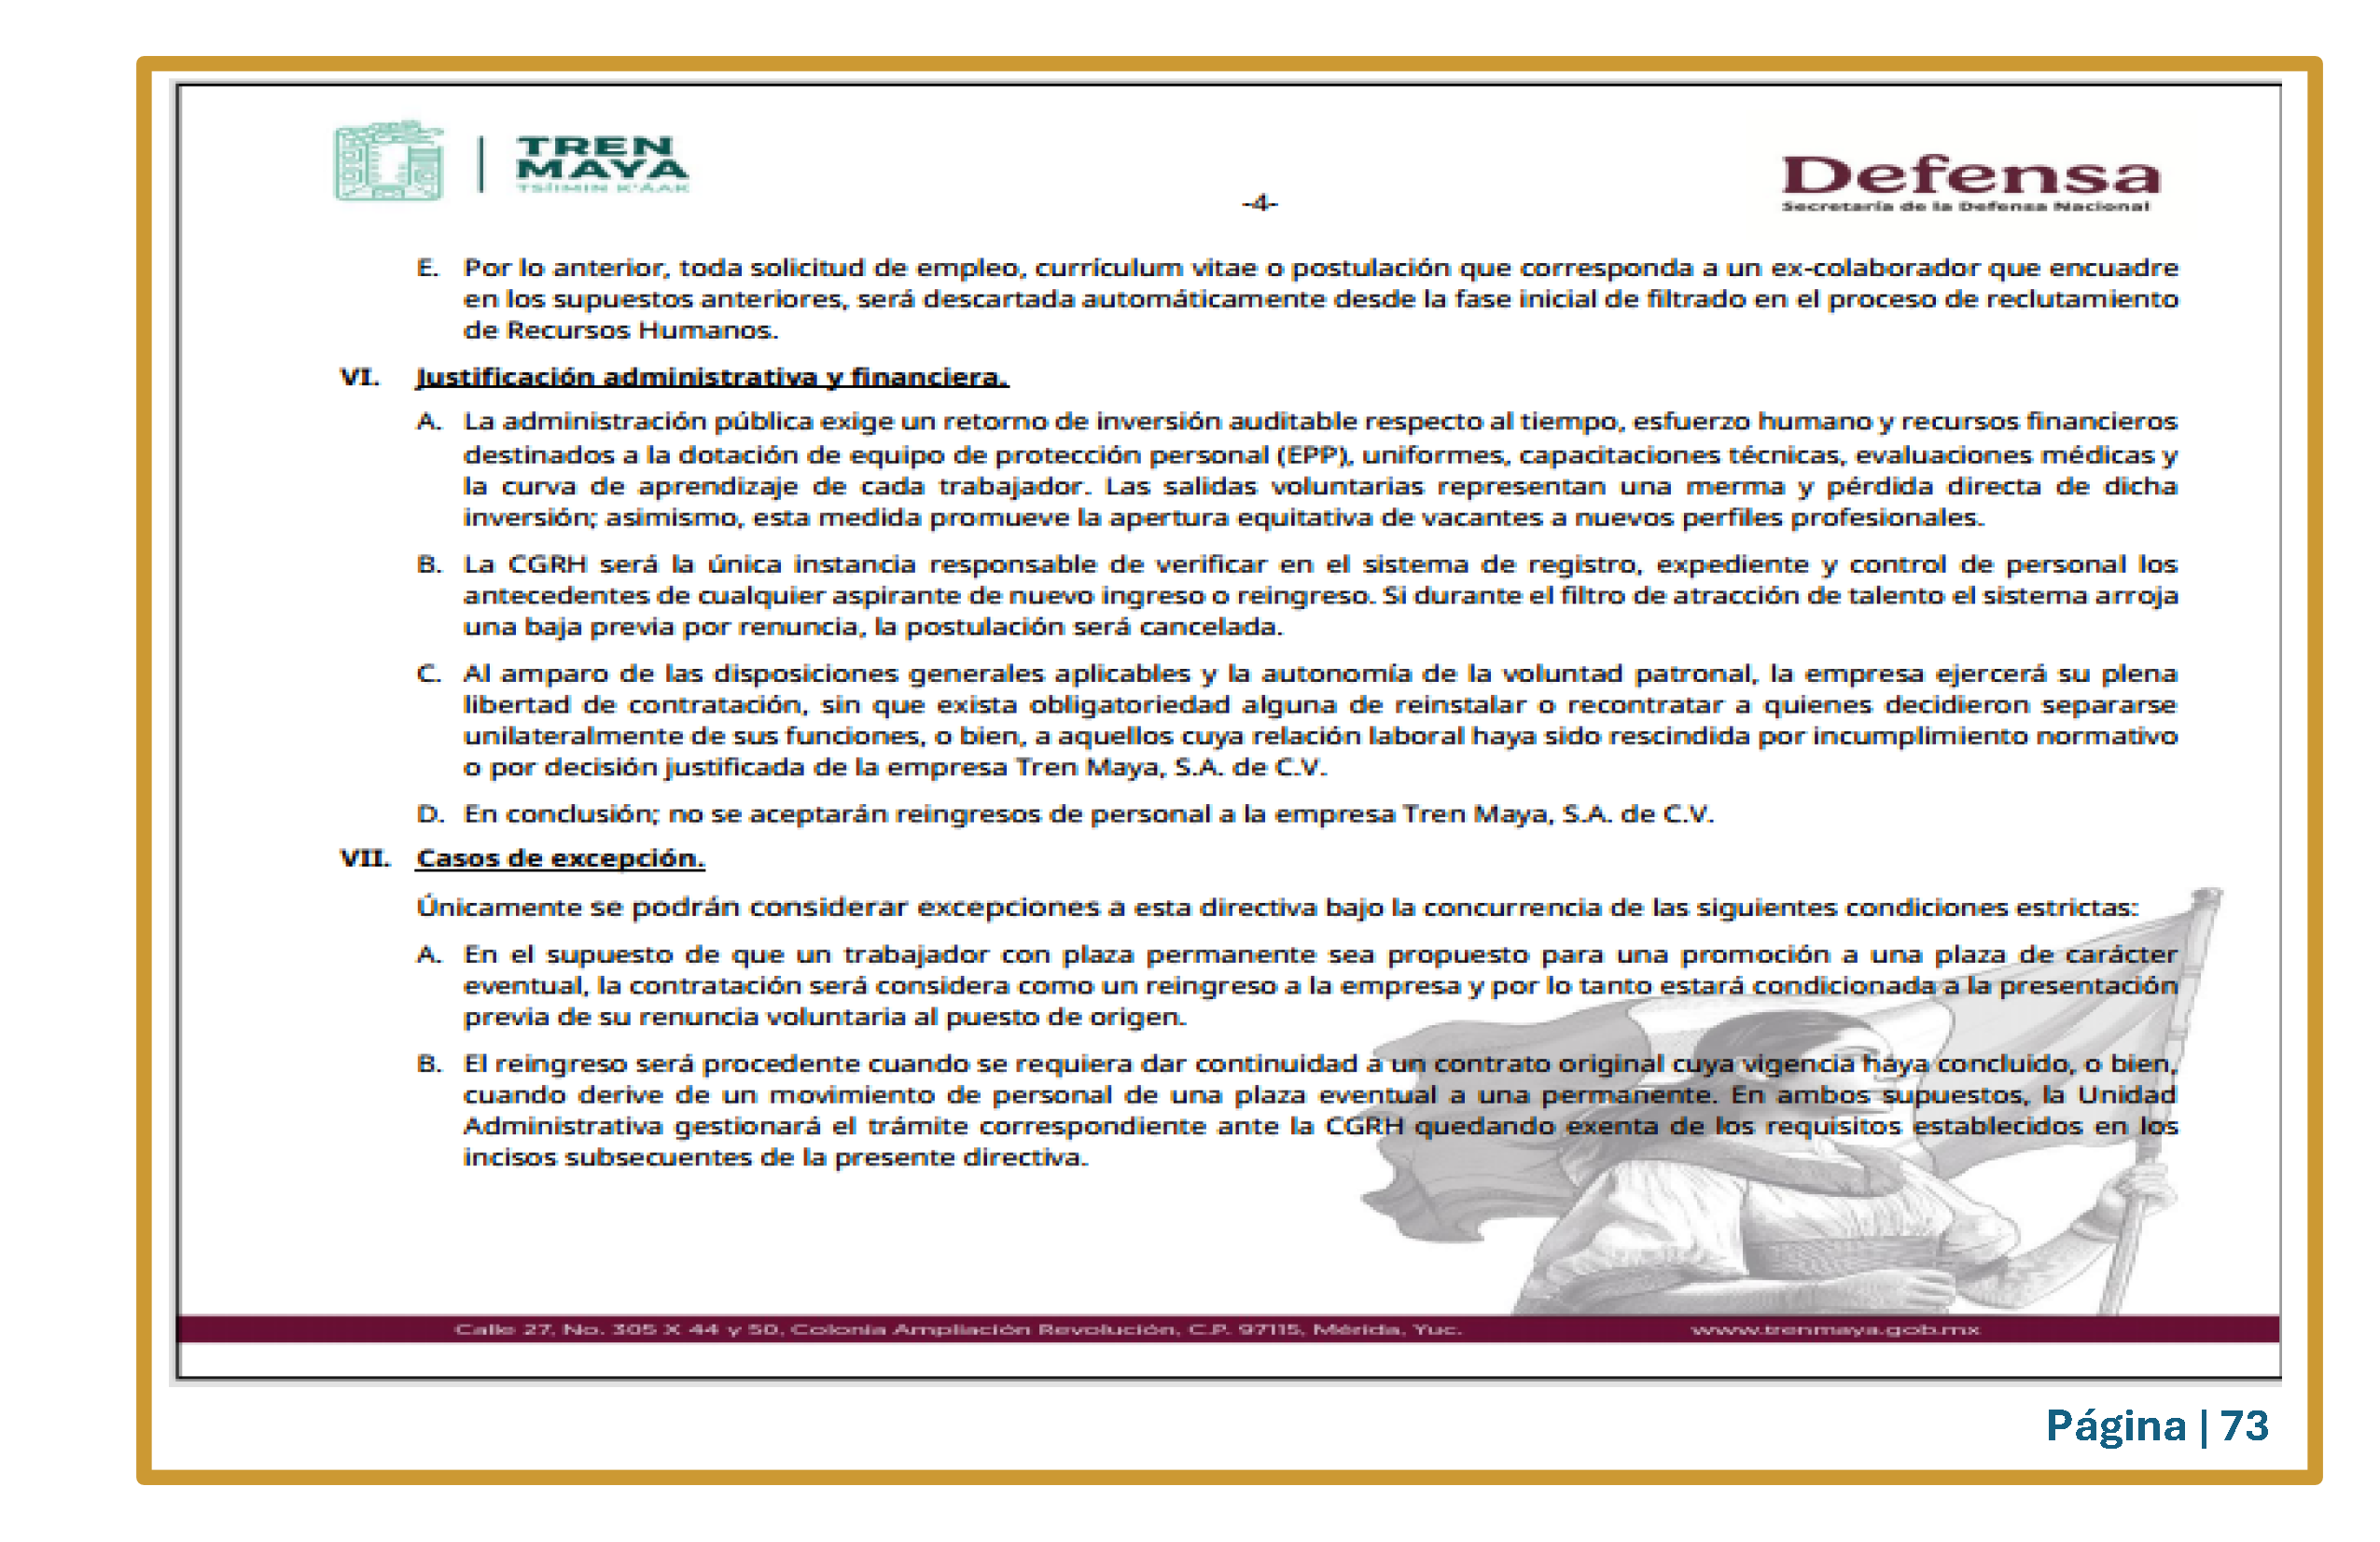 TREN
MAYA
TSÍIMIN K'ÁAK
Defensa
Secretaría de la Defensa Nacional
-4-
E. Por lo anterior, toda solicitud de empleo, currículum vitae o postulación que corresponda a un ex-colaborador que encuadre
en los supuestos anteriores, será descartada automáticamente desde la fase inicial de filtrado en el proceso de reclutamiento
de Recursos Humanos.
VI. Justificación administrativa y financiera.
A. La administración pública exige un retorno de inversión auditable respecto al tiempo, esfuerzo humano y recursos financieros
destinados a la dotación de equipo de protección personal (EPP), uniformes, capacitaciones técnicas, evaluaciones médicas y
la curva de aprendizaje de cada trabajador. Las salidas voluntarias representan una merma y pérdida directa de dicha
inversión; asimismo, esta medida promueve la apertura equitativa de vacantes a nuevos perfiles profesionales.
B. La CGRH será la única instancia responsable de verificar en el sistema de registro, expediente y control de personal los
antecedentes de cualquier aspirante de nuevo ingreso o reingreso. Si durante el filtro de atracción de talento el sistema arroja
una baja previa por renuncia, la postulación será cancelada.
C. Al amparo de las disposiciones generales aplicables y la autonomía de la voluntad patronal, la empresa ejercerá su plena
libertad de contratación, sin que exista obligatoriedad alguna de reinstalar o recontratar a quienes decidieron separarse
unilateralmente de sus funciones, o bien, a aquellos cuya relación laboral haya sido rescindida por incumplimiento normativo
o por decisión justificada de la empresa Tren Maya, S.A. de C.V.
D. En conclusión; no se aceptarán reingresos de personal a la empresa Tren Maya, S.A. de C.V.
VII. Casos de excepción.
Únicamente se podrán considerar excepciones a esta directiva bajo la concurrencia de las siguientes condiciones estrictas:
A. En el supuesto de que un trabajador con plaza permanente sea propuesto para una promoción a una plaza de carácter
eventual, la contratación será considera como un reingreso a la empresa y por lo tanto estará condicionada a la presentación
previa de su renuncia voluntaria al puesto de origen.
B. El reingreso será procedente cuando se requiera dar continuidad a un contrato original cuya vigencia haya concluido, o bien,
cuando derive de un movimiento de personal de una plaza eventual a una permanente. En ambos supuestos, la Unidad
Administrativa gestionará el trámite correspondiente ante la CGRH quedando exenta de los requisitos establecidos en los
incisos subsecuentes de la presente directiva.
Calle 27, No. 305 X 44 y 50, Colonia Ampliación Revolución, C.P. 97115, Mérida, Yuc.
www.trenmaya.gob.mx
Página | 73